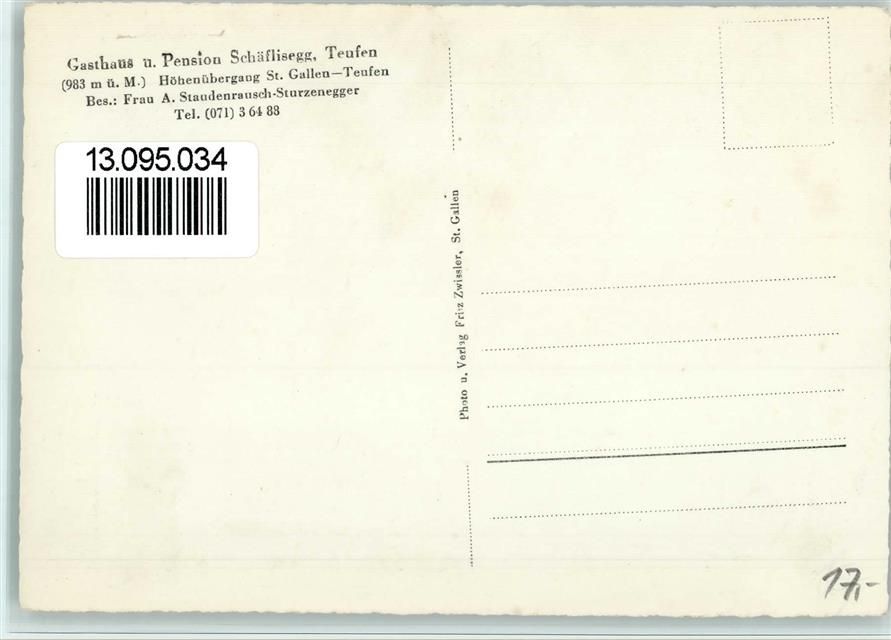 Gasthaus u. Pension Schäflisegg, Teufen
(983 m ü. M.) Höhenübergang St. Gallen—Teufen
Bes.: Frau A. Staudenrausch-Sturzenegger
Tel. (071) 3 64 88
13.095.034
Photo u. Verlag Fritz Zwissler, St. Gallen
17,-